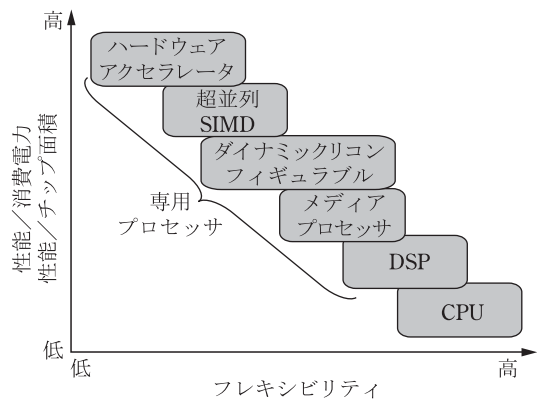 高
ハードウェア
アクセラレータ
超並列
SIMD
ダイナミックリコン
フィギュラブル
メディア
プロセッサ
DSP
CPU
専用
プロセッサ
性能／消費電力
性能／チップ面積
低
低
高
フレキシビリティ